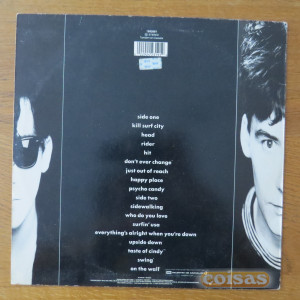 side one
kill surf city
head
rider
hit
don't ever change
just out of reach
happy place
psycho candy
side two
sidewalking
who do you love
surfin' use
everything's alright when you're down
upside down
taste of cindy
swing
on the wall
coisas